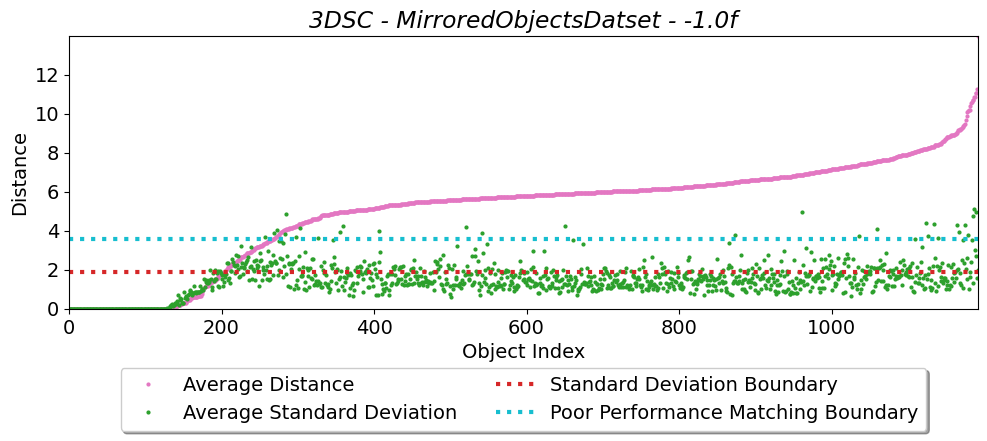 3DSC - MirroredObjectsDatset - -1.0f
Distance
12
10
8
6
4
2
0
0 200 400 600 800 1000
Object Index
Average Distance
Average Standard Deviation
Standard Deviation Boundary
Poor Performance Matching Boundary